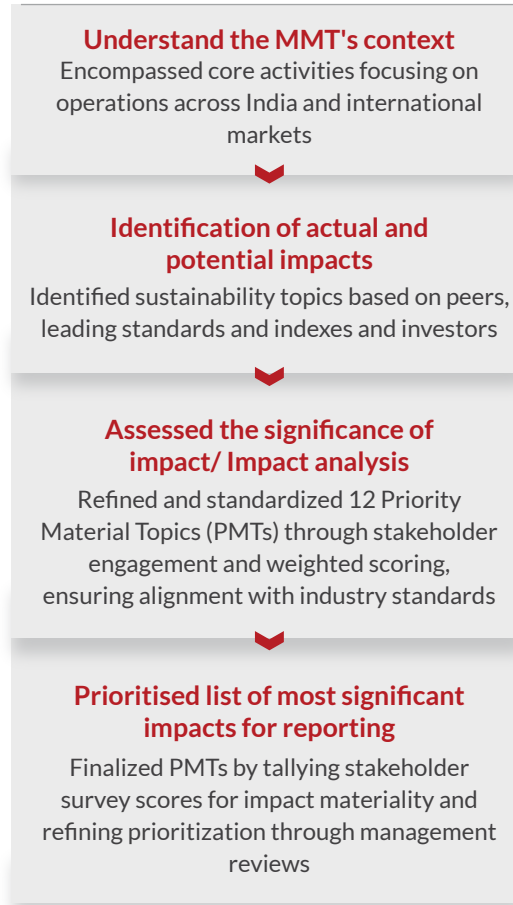 Understand the MMT's context
Encompassed core activities focusing on
operations across India and international
markets
Identification of actual and
potential impacts
Identified sustainability topics based on peers,
leading standards and indexes and investors
Assessed the significance of
impact/ Impact analysis
Refined and standardized 12 Priority
Material Topics (PMTs) through stakeholder
engagement and weighted scoring,
ensuring alignment with industry standards
Prioritised list of most significant
impacts for reporting
Finalized PMTs by tallying stakeholder
survey scores for impact materiality and
refining prioritization through management
reviews